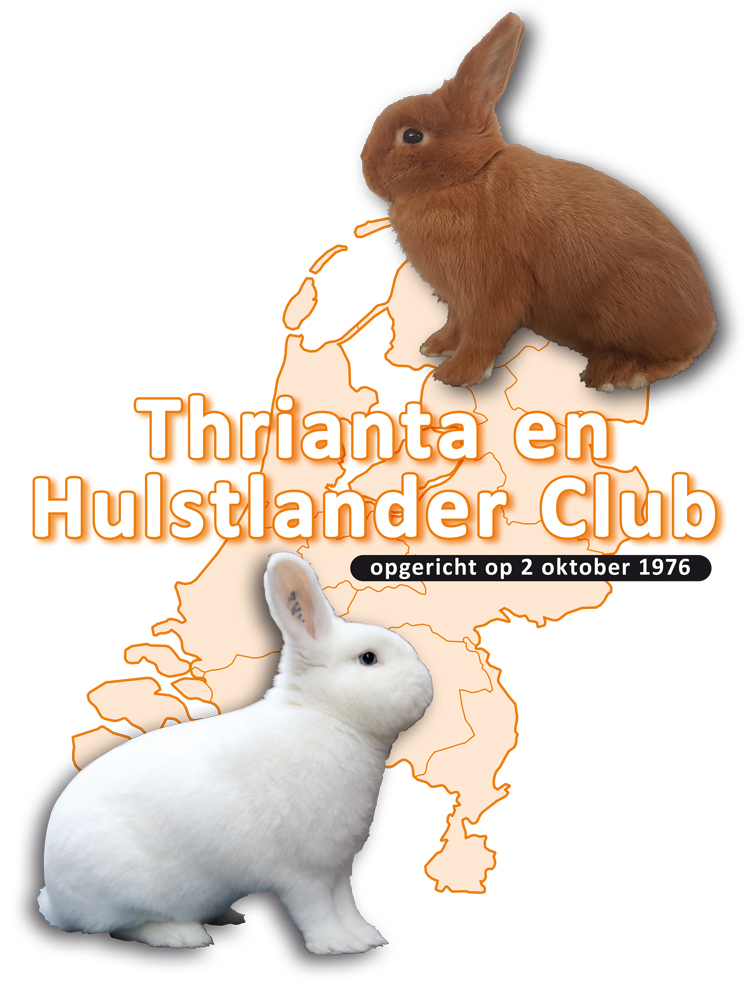 Thrianta en
Hulstlander Club
opgericht op 2 oktober 1976